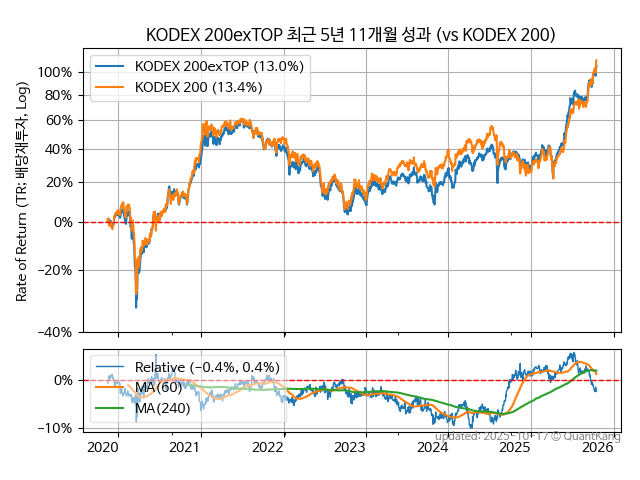 KODEX 200exTOP 최근 5년 11개월 성과 (vs KODEX 200)
Rate of Return (TR: 배당재투자, Log)
KODEX 200exTOP (13.0%)
KODEX 200 (13.4%)
100%
80%
60%
40%
20%
0%
−20%
−40%
Relative (−0.4%, 0.4%)
MA(60)
MA(240)
0%
−10%
2020 2021 2022 2023 2024 2025 2026
updated: 2025-10-17 © QuantKang